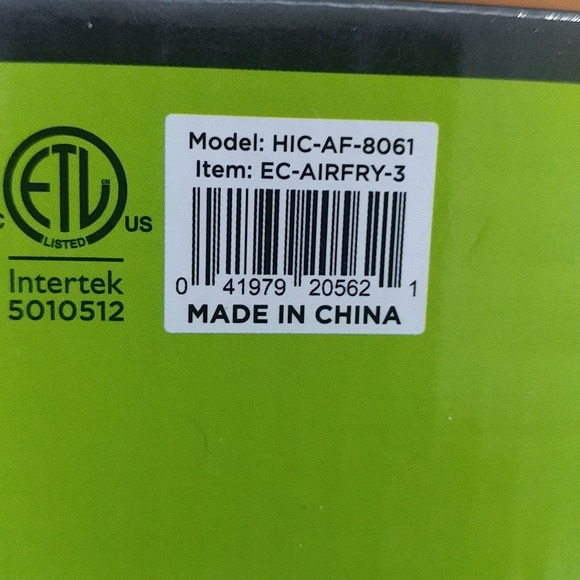 Model: HIC-AF-8061
Item: EC-AIRFRY-3
0 41979 20562 1
MADE IN CHINA
C ETL CM US
LISTED
Intertek
5010512